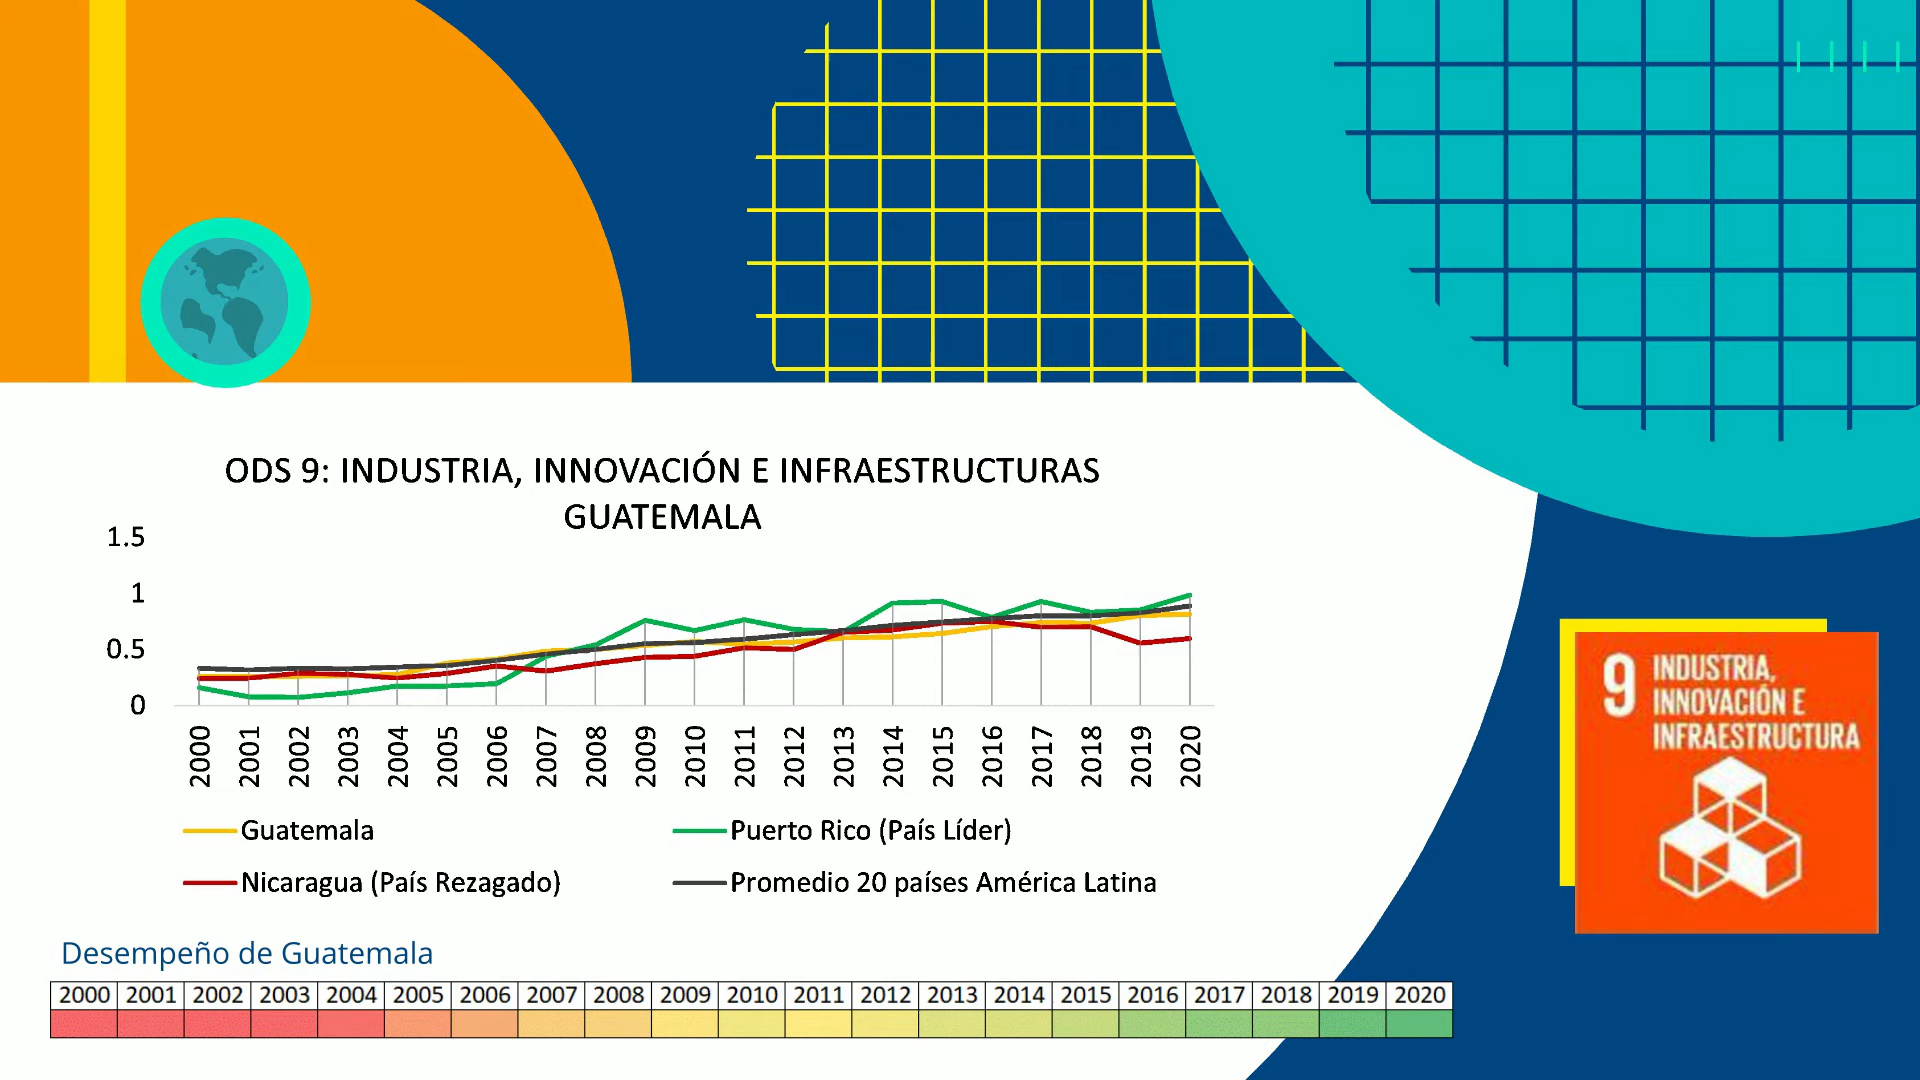 ODS 9: INDUSTRIA, INNOVACIÓN E INFRAESTRUCTURAS
GUATEMALA
1.5
1
0.5
0
2000 2001 2002 2003 2004 2005 2006 2007 2008 2009 2010 2011 2012 2013 2014 2015 2016 2017 2018 2019 2020
Guatemala
Puerto Rico (País Líder)
Nicaragua (País Rezagado)
Promedio 20 países América Latina
9 INDUSTRIA,
INNOVACIÓN E
INFRAESTRUCTURA
Desempeño de Guatemala
2000 2001 2002 2003 2004 2005 2006 2007 2008 2009 2010 2011 2012 2013 2014 2015 2016 2017 2018 2019 2020